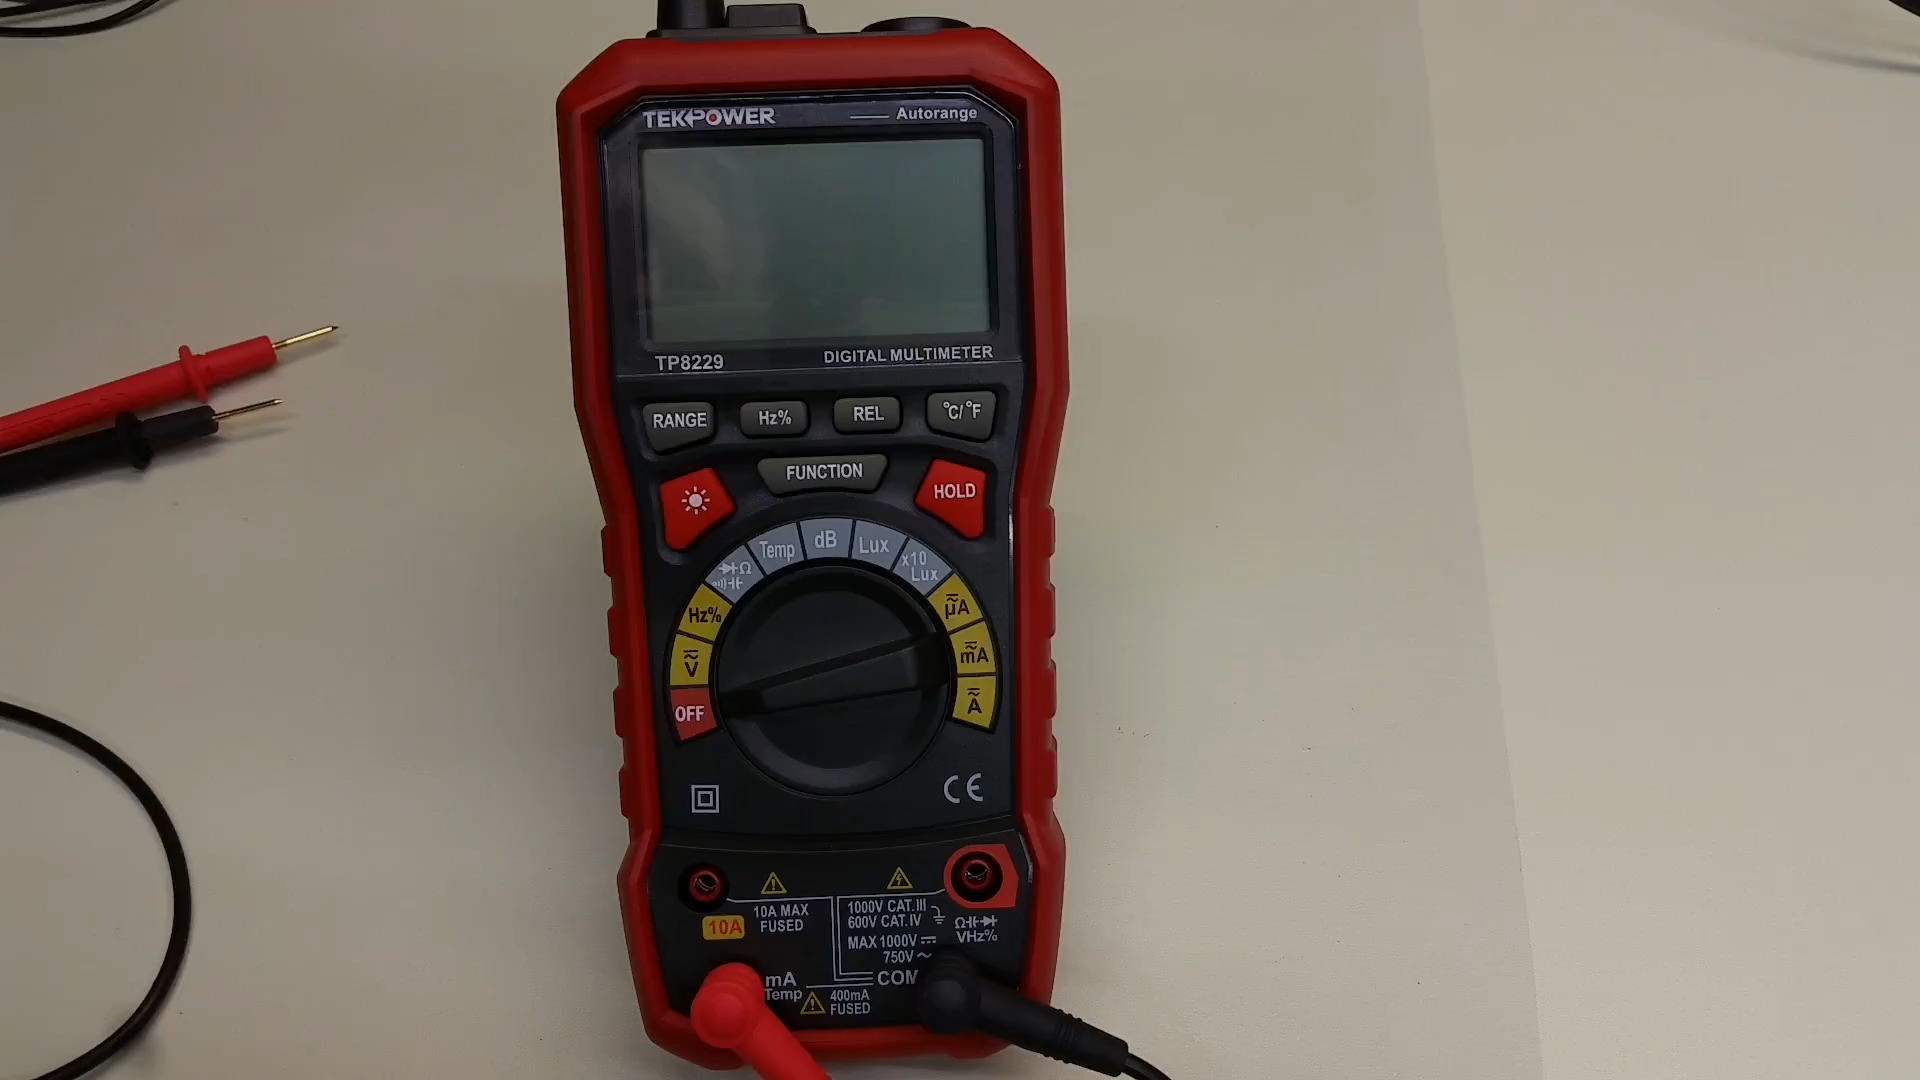 TEKPOWER
Autorange
TP8229
DIGITAL MULTIMETER
RANGE
Hz%
REL
°C/°F
FUNCTION
HOLD
Temp
dB
Lux
x10
Lux
Ω
Hz%
V
OFF
µA
mA
A
CE
10A
10A MAX
FUSED
1000V CAT.III
600V CAT.IV
MAX 1000V
750V ~
COM
Ω
VHz%
mA
Temp
400mA
FUSED